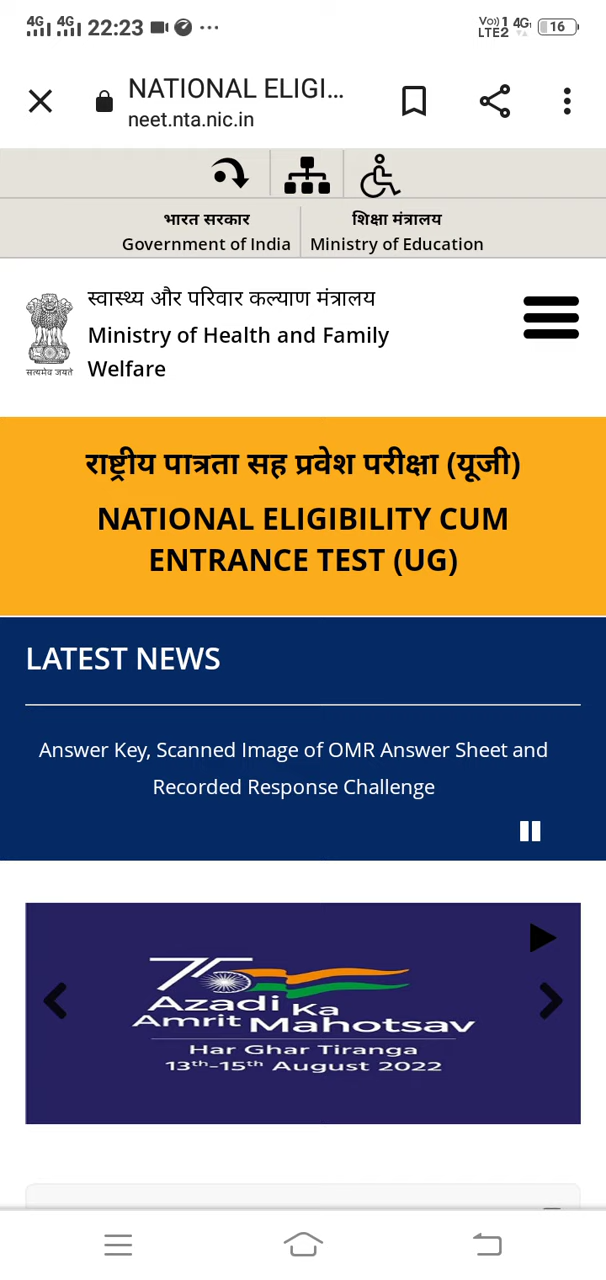 4G 4G 22:23 ... Vo)) 1 4G 16
LTE2
NATIONAL ELIGI...
neet.nta.nic.in
भारत सरकार शिक्षा मंत्रालय
Government of India Ministry of Education
स्वास्थ्य और परिवार कल्याण मंत्रालय
Ministry of Health and Family
Welfare
सत्यमेव जयते
राष्ट्रीय पात्रता सह प्रवेश परीक्षा (यूजी)
NATIONAL ELIGIBILITY CUM
ENTRANCE TEST (UG)
LATEST NEWS
Answer Key, Scanned Image of OMR Answer Sheet and
Recorded Response Challenge
75
Azadi Ka
Amrit Mahotsav
Har Ghar Tiranga
13th-15th August 2022